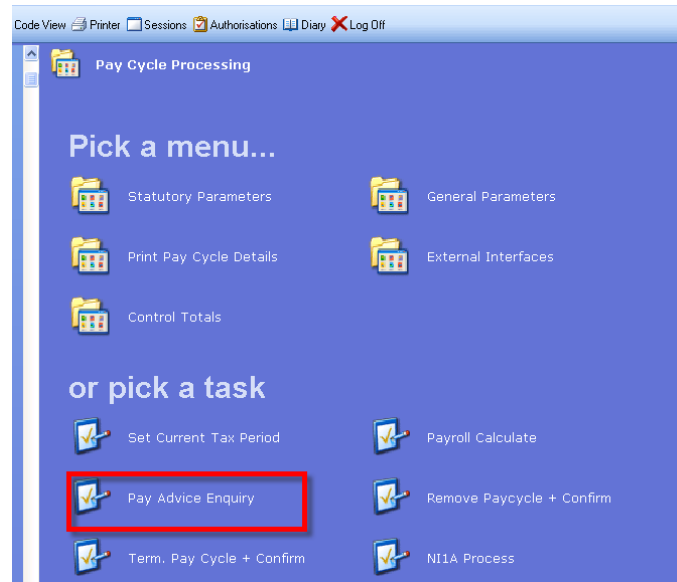 Code View Printer Sessions Authorisations Diary Log Off
Pay Cycle Processing
Pick a menu...
Statutory Parameters General Parameters
Print Pay Cycle Details External Interfaces
Control Totals
or pick a task
Set Current Tax Period Payroll Calculate
Pay Advice Enquiry Remove Paycycle + Confirm
Term. Pay Cycle + Confirm NI1A Process